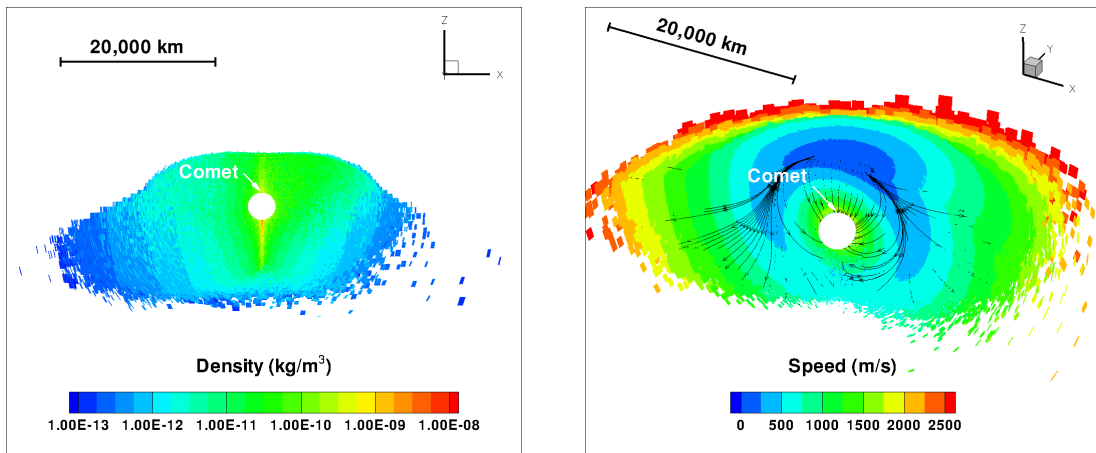 20,000 km
Z
X
Comet
Density (kg/m³)
1.00E-13 1.00E-12 1.00E-11 1.00E-10 1.00E-09 1.00E-08
20,000 km
Z
Y
X
Comet
Speed (m/s)
0 500 1000 1500 2000 2500